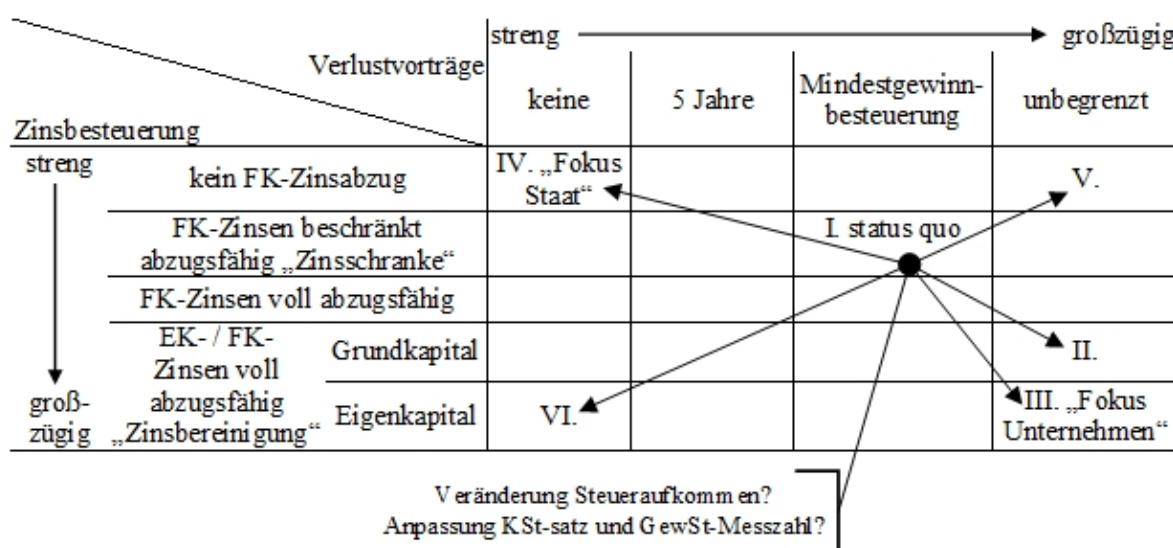 streng großzügig
Verlustvorträge
keine 5 Jahre Mindestgewinn-
besteuerung unbegrenzt
Zinsbesteuerung
streng
kein FK-Zinsabzug
IV. „Fokus
Staat“
V.
FK-Zinsen beschränkt
abzugsfähig „Zinsschranke“
I. status quo
FK-Zinsen voll abzugsfähig
EK- / FK-
Zinsen voll
abzugsfähig
„Zinsbereinigung“
Grundkapital
II.
groß-
zügig
Eigenkapital
VI.
III. „Fokus
Unternehmen“
Veränderung Steueraufkommen?
Anpassung KSt-satz und GewSt-Messzahl?